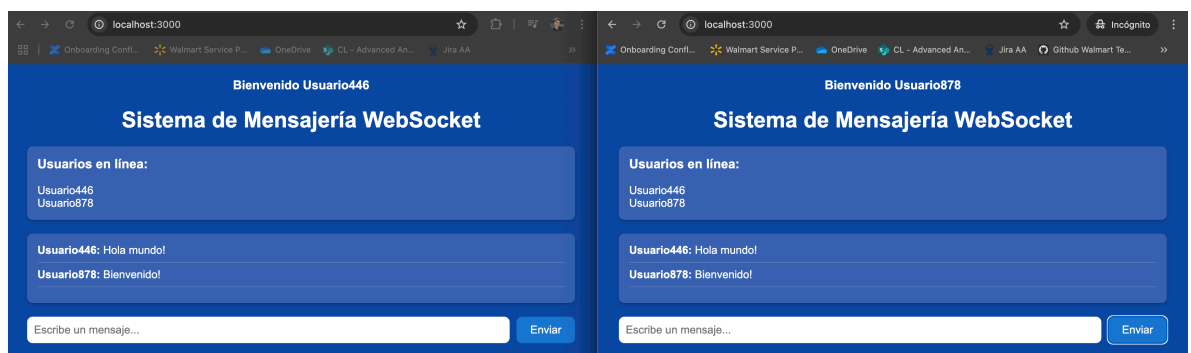 localhost:3000
Onboarding Confl... Walmart Service P... OneDrive CL - Advanced An... Jira AA »
Bienvenido Usuario446
Sistema de Mensajería WebSocket
Usuarios en línea:
Usuario446
Usuario878
Usuario446: Hola mundo!
Usuario878: Bienvenido!
Escribe un mensaje... Enviar
localhost:3000 Incógnito
Onboarding Confl... Walmart Service P... OneDrive CL - Advanced An... Jira AA Github Walmart Te... »
Bienvenido Usuario878
Sistema de Mensajería WebSocket
Usuarios en línea:
Usuario446
Usuario878
Usuario446: Hola mundo!
Usuario878: Bienvenido!
Escribe un mensaje... Enviar